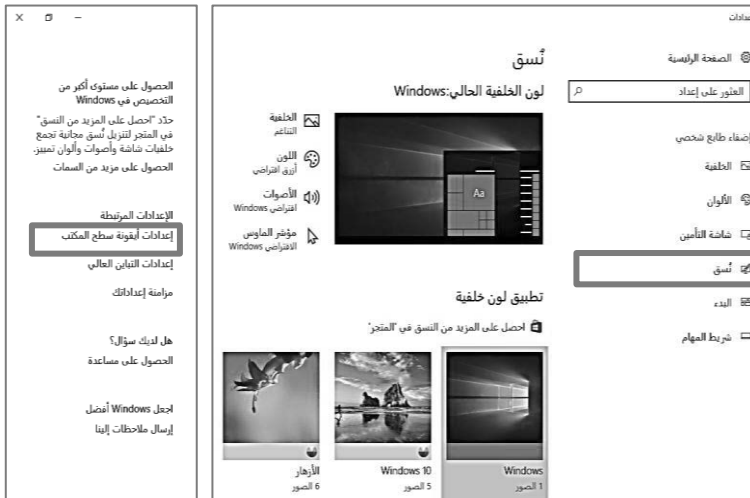 عدادات
الصفحة الرئيسية
العثور على إعداد
إضفاء طابع شخصي
الخلفية
الألوان
شاشة التأمين
نُسق
البدء
شريط المهام
نُسق
لون الخلفية الحالي:Windows
الخلفية
التناغم
اللون
أزرق افتراضي
الأصوات
افتراضي Windows
مؤشر الماوس
الافتراضي Windows
Aa
تطبيق لون خلفية
احصل على المزيد من النسق في "المتجر"
Windows
1 الصور
Windows 10
5 الصور
الأزهار
6 الصور
الحصول على مستوى أكبر من
التخصيص في Windows
حدّد "احصل على المزيد من النسق"
في المتجر لتنزيل نُسق مجانية تجمع
خلفيات شاشة وأصوات وألوان تمييز.
الحصول على مزيد من السمات
الإعدادات المرتبطة
إعدادات أيقونة سطح المكتب
إعدادات التباين العالي
مزامنة إعداداتك
هل لديك سؤال؟
الحصول على مساعدة
اجعل Windows أفضل
إرسال ملاحظات إلينا